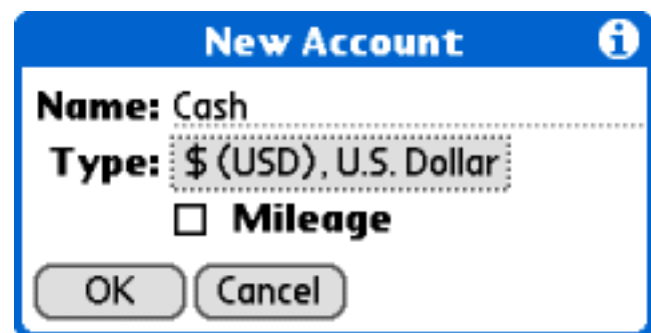 New Account
Name: Cash
Type: $ (USD), U.S. Dollar
Mileage
OK Cancel